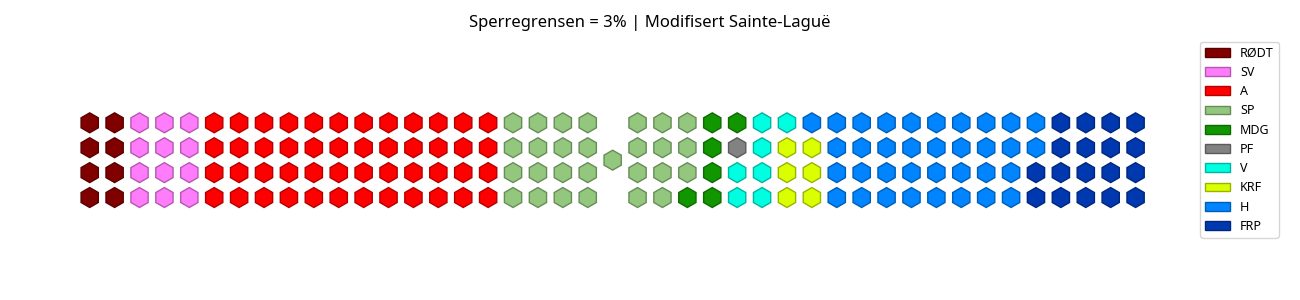 Sperregrensen = 3% | Modifisert Sainte-Laguë
RØDT
SV
A
SP
MDG
PF
V
KRF
H
FRP